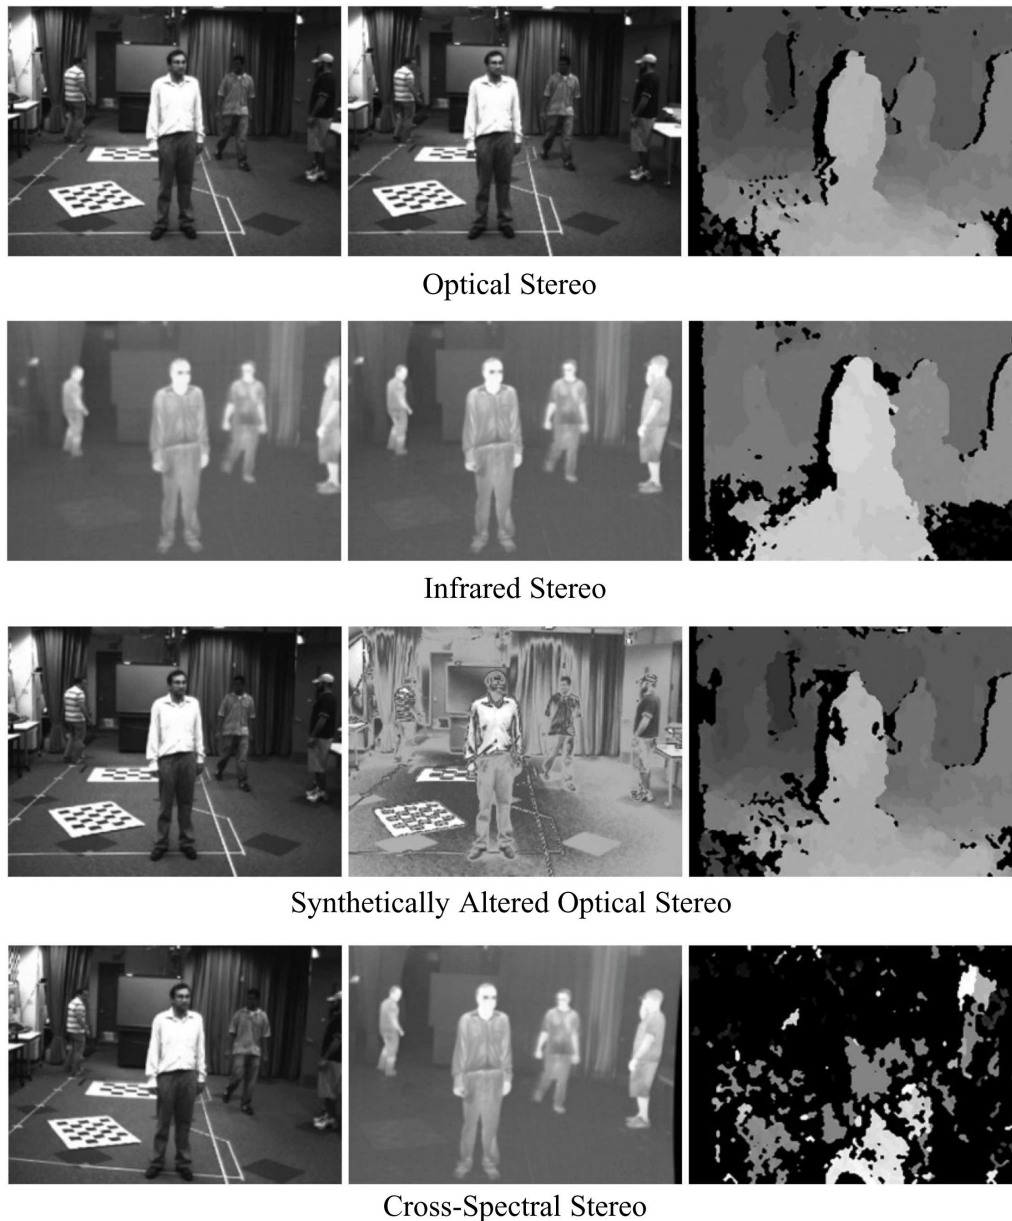 Optical Stereo
Infrared Stereo
Synthetically Altered Optical Stereo
Cross-Spectral Stereo